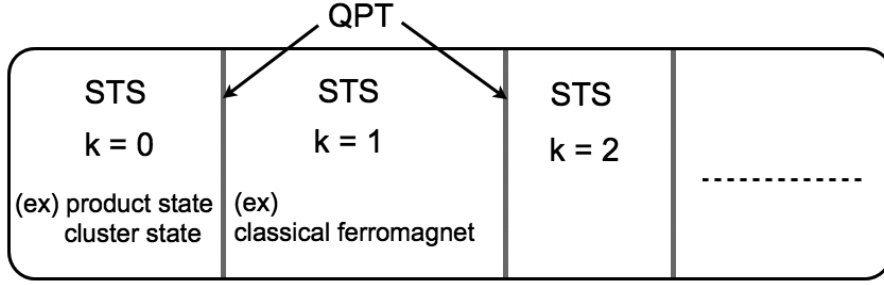 QPT
STS
k = 0
(ex) product state
cluster state
STS
k = 1
(ex)
classical ferromagnet
STS
k = 2